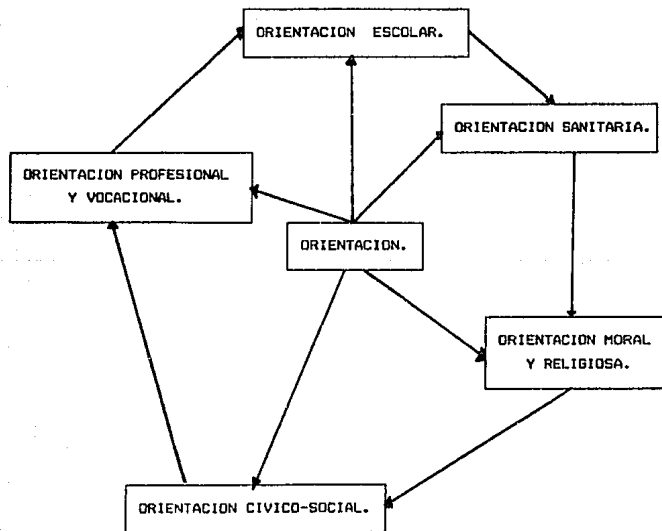 ORIENTACION ESCOLAR.
ORIENTACION SANITARIA.
ORIENTACION PROFESIONAL
Y VOCACIONAL.
ORIENTACION.
ORIENTACION MORAL
Y RELIGIOSA.
ORIENTACION CIVICO-SOCIAL.